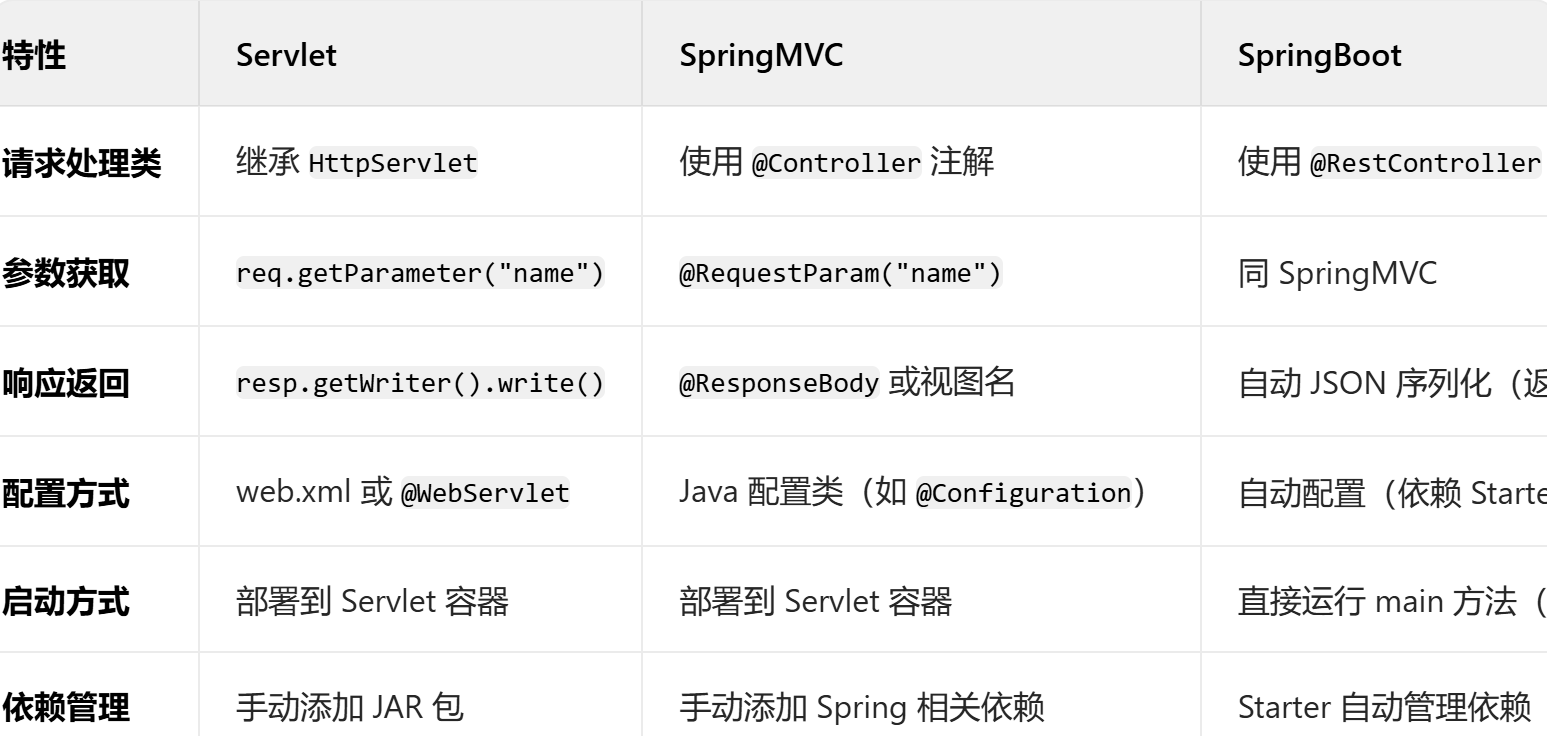 特性 Servlet SpringMVC SpringBoot
请求处理类 继承 HttpServlet 使用 @Controller 注解 使用 @RestController
参数获取 req.getParameter("name") @RequestParam("name") 同 SpringMVC
响应返回 resp.getWriter().write() @ResponseBody 或视图名 自动 JSON 序列化（返
配置方式 web.xml 或 @WebServlet Java 配置类（如 @Configuration） 自动配置（依赖 Starte
启动方式 部署到 Servlet 容器 部署到 Servlet 容器 直接运行 main 方法（
依赖管理 手动添加 JAR 包 手动添加 Spring 相关依赖 Starter 自动管理依赖